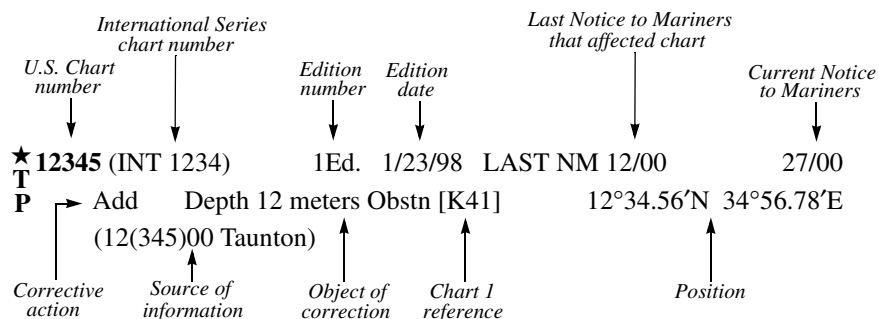 International Series
chart number
Last Notice to Mariners
that affected chart
U.S. Chart
number
Edition
number
Edition
date
Current Notice
to Mariners
★ 12345 (INT 1234) 1Ed. 1/23/98 LAST NM 12/00 27/00
T
P Add Depth 12 meters Obstn [K41] 12°34.56′N 34°56.78′E
(12(345)00 Taunton)
Corrective
action
Source of
information
Object of
correction
Chart 1
reference
Position